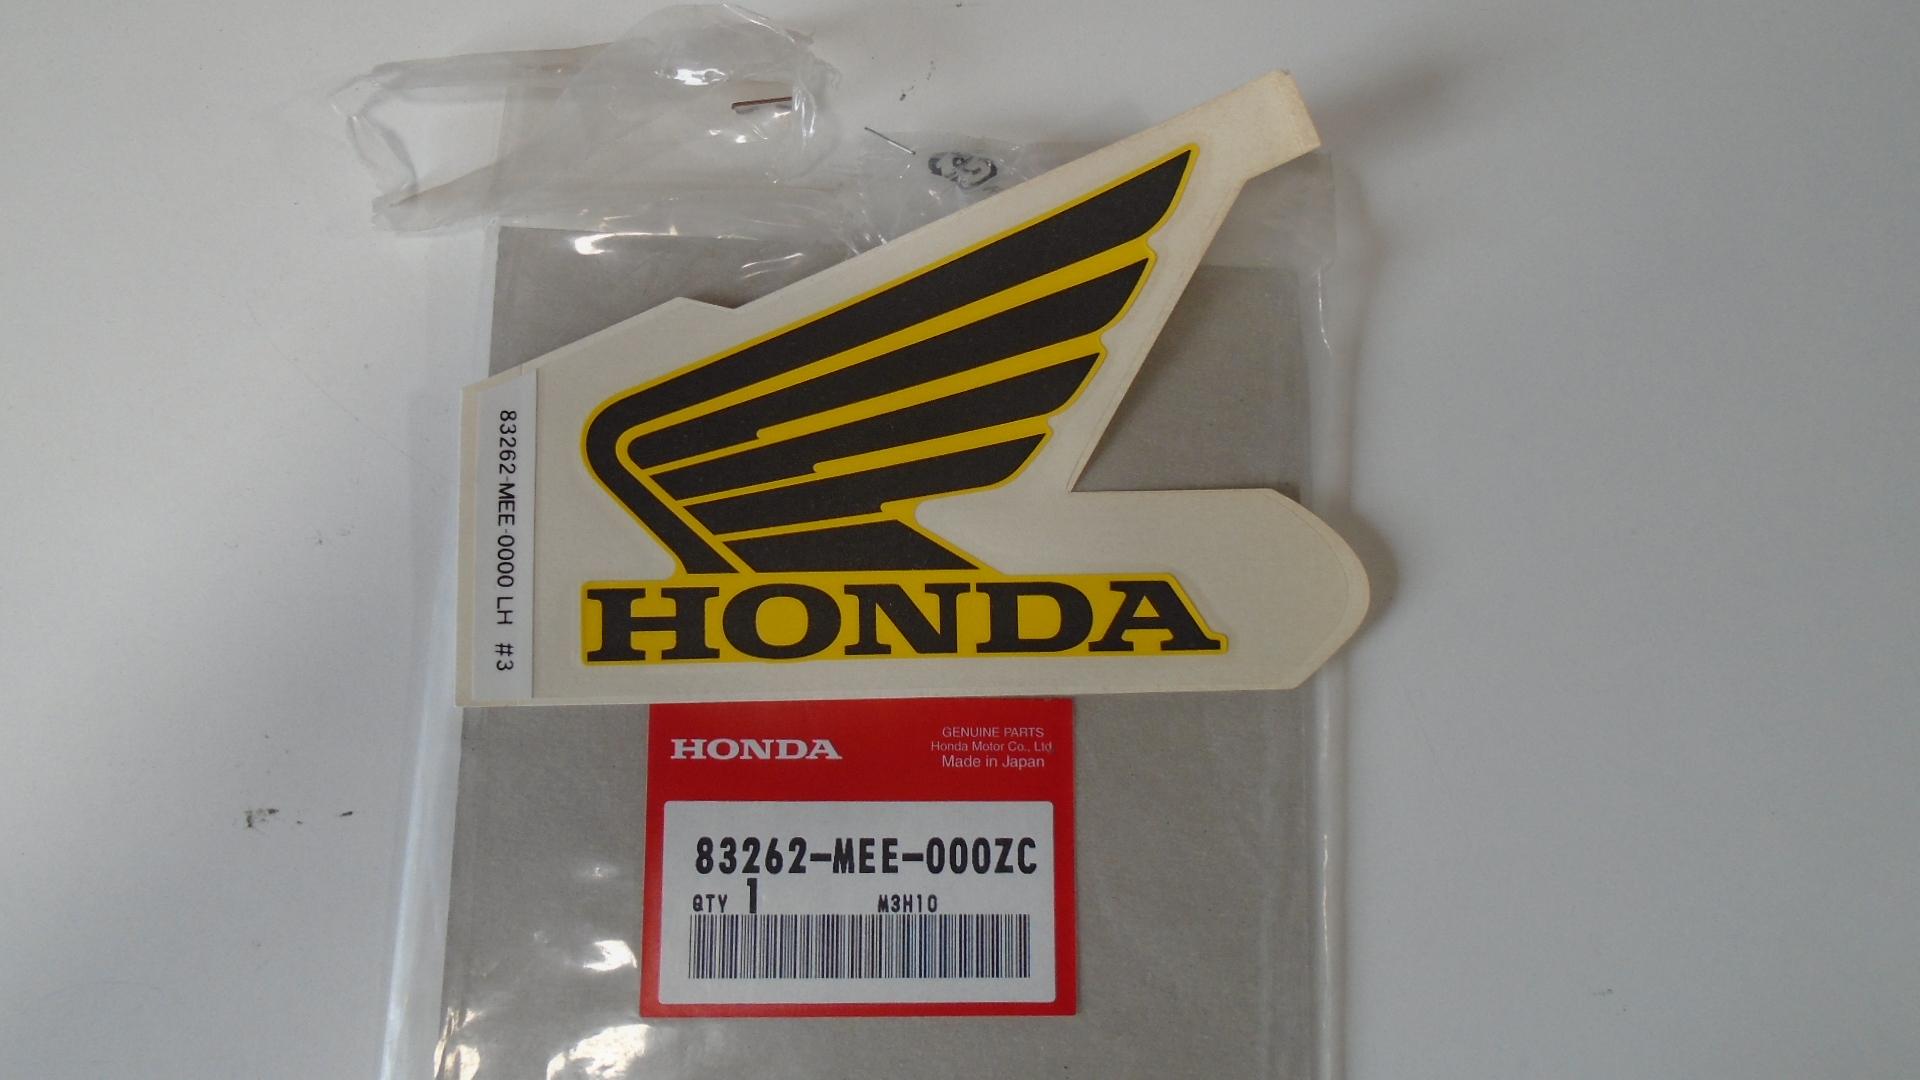 83262-MEE-0000 LH #3
HONDA
HONDA
GENUINE PARTS
Honda Motor Co., Ltd.
Made in Japan
83262-MEE-000ZC
QTY 1 M3H10